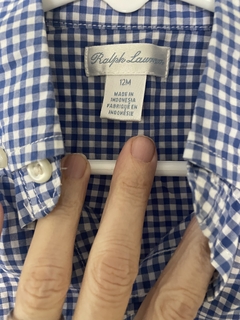 Ralph Lauren
12M
MADE IN
INDONESIA
FABRIQUÉ EN
INDONÉSIE